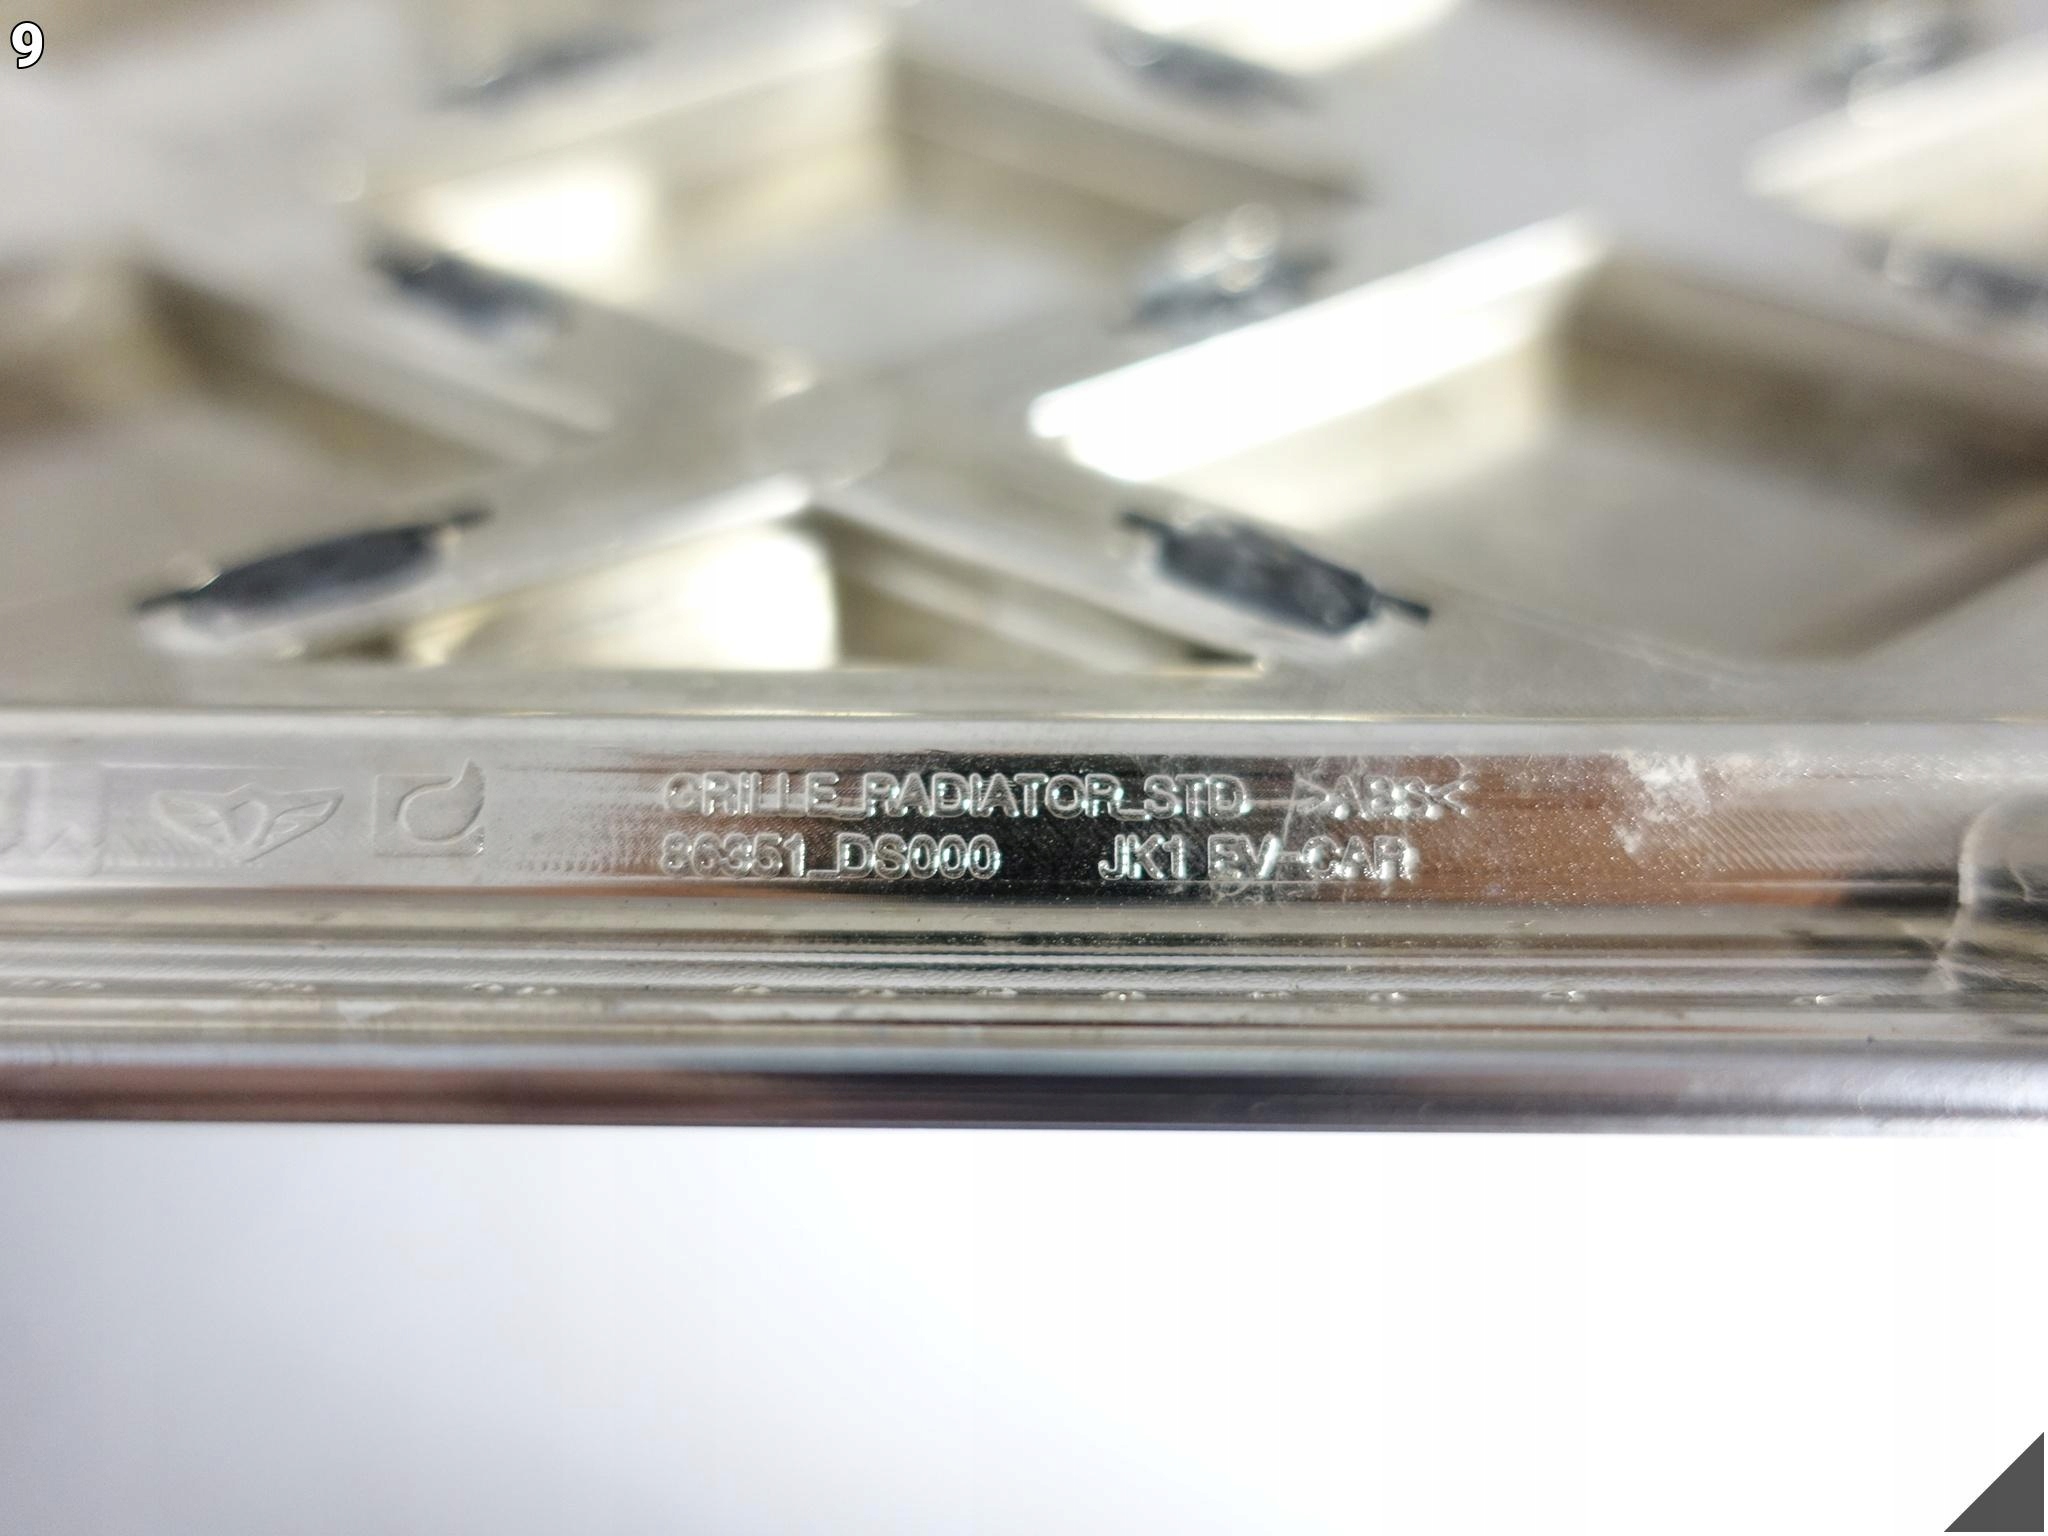 9
GRILLE_RADIATOR_STD >ABS<
86351_DS000 JK1 EV-CAR